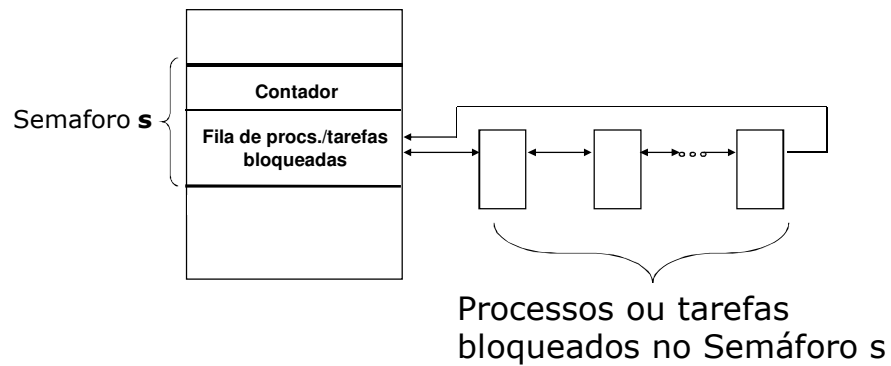 Contador
Semaforo s
Fila de procs./tarefas
bloqueadas
Processos ou tarefas
bloqueados no Semáforo s